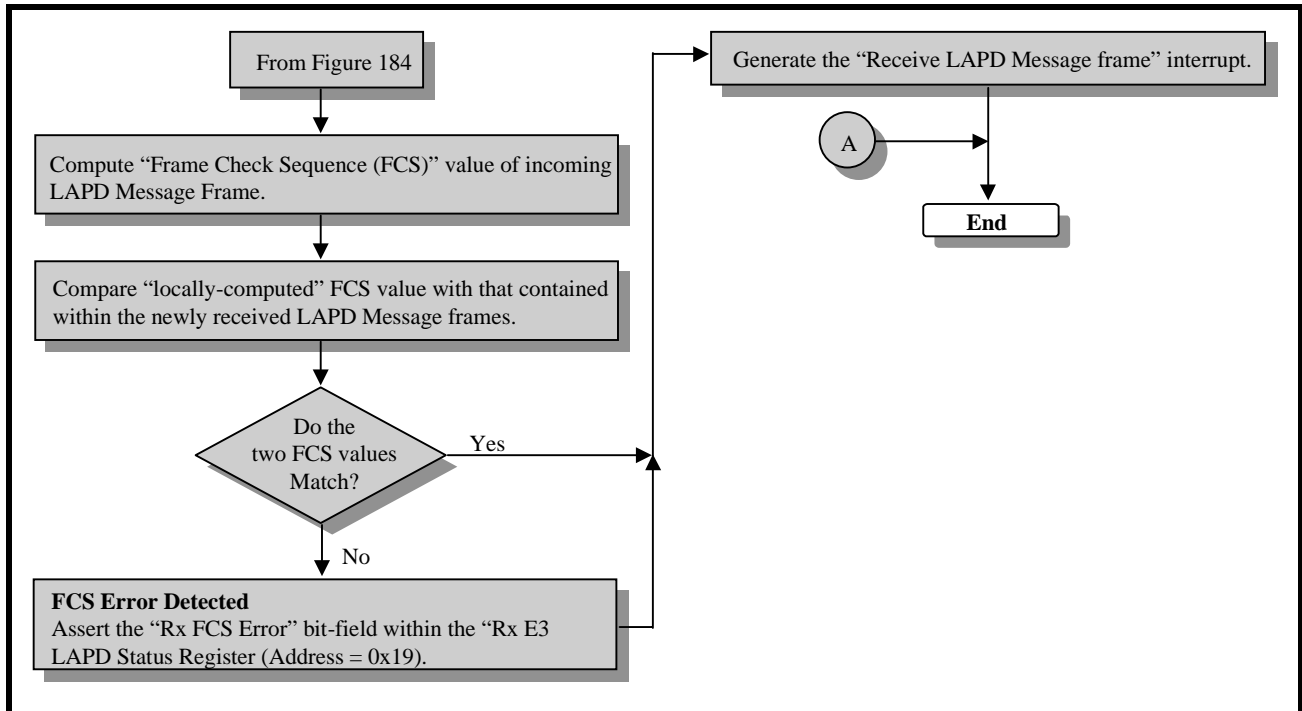 From Figure 184
Compute “Frame Check Sequence (FCS)” value of incoming
LAPD Message Frame.
Compare “locally-computed” FCS value with that contained
within the newly received LAPD Message frames.
Do the
two FCS values
Match?
Yes
No
FCS Error Detected
Assert the “Rx FCS Error” bit-field within the “Rx E3
LAPD Status Register (Address = 0x19).
Generate the “Receive LAPD Message frame” interrupt.
A
End